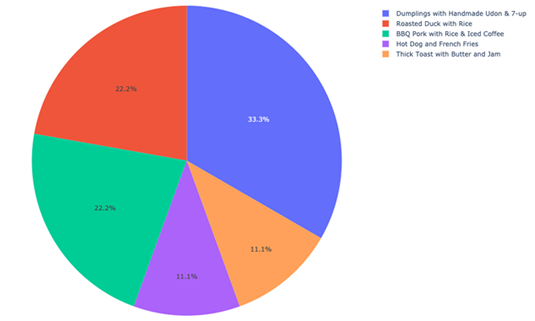 Dumplings with Handmade Udon & 7-up
Roasted Duck with Rice
BBQ Pork with Rice & Iced Coffee
Hot Dog and French Fries
Thick Toast with Butter and Jam
22.2%
33.3%
22.2%
11.1%
11.1%